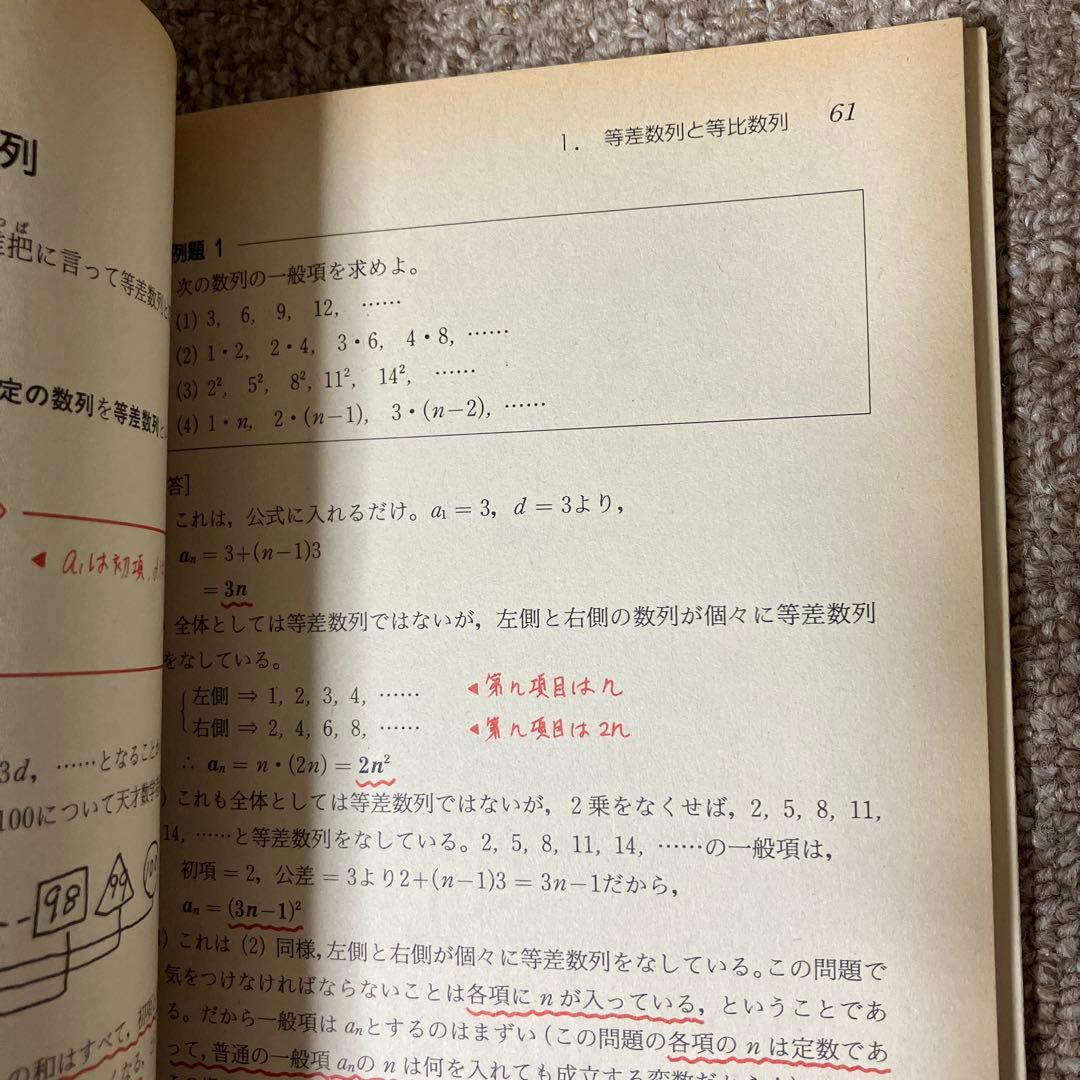 列
つば
把に言って等差数列
定の数列を等差数列
◀ a₁は初項,
3d, ……となること
100について天才数学
98 99 100
の和はすべて, 初項
1. 等差数列と等比数列 61
例題 1
次の数列の一般項を求めよ。
(1) 3, 6, 9, 12, ……
(2) 1・2, 2・4, 3・6, 4・8, ……
(3) 2², 5², 8², 11², 14², ……
(4) 1・n, 2・(n−1), 3・(n−2), ……
答]
これは, 公式に入れるだけ。a₁ = 3, d = 3より,
aₙ = 3+(n−1)3
= 3n
全体としては等差数列ではないが, 左側と右側の数列が個々に等差数列
をなしている。
左側 ⇒ 1, 2, 3, 4, …… ◀ 第n項目はn
右側 ⇒ 2, 4, 6, 8, …… ◀ 第n項目は2n
∴ aₙ = n・(2n) = 2n²
) これも全体としては等差数列ではないが, 2乗をなくせば, 2, 5, 8, 11,
14, ……と等差数列をなしている。2, 5, 8, 11, 14, ……の一般項は,
初項 = 2, 公差 = 3より2+(n−1)3 = 3n−1だから,
aₙ = (3n−1)²
) これは (2) 同様, 左側と右側が個々に等差数列をなしている。この問題で
気をつけなければならないことは各項に n が入っている, ということであ
る。だから一般項は aₙとするのはまずい (この問題の各項の n は定数であ
って, 普通の一般項 aₙの n は何を入れても成立する変数だから